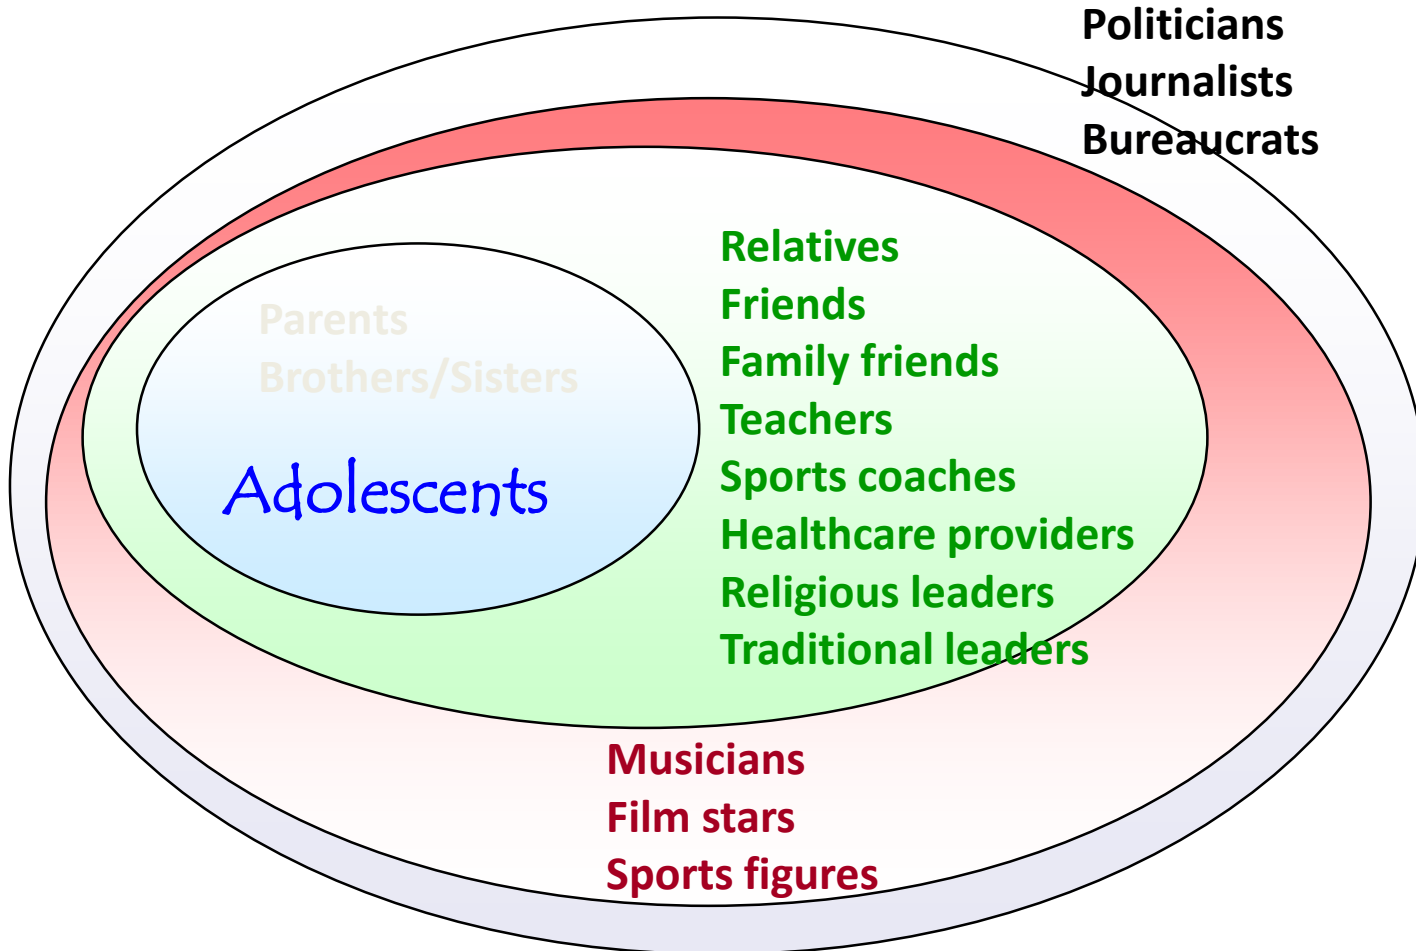 Politicians
Journalists
Bureaucrats
Relatives
Friends
Family friends
Teachers
Sports coaches
Healthcare providers
Religious leaders
Traditional leaders
Parents
Brothers/Sisters
Adolescents
Musicians
Film stars
Sports figures